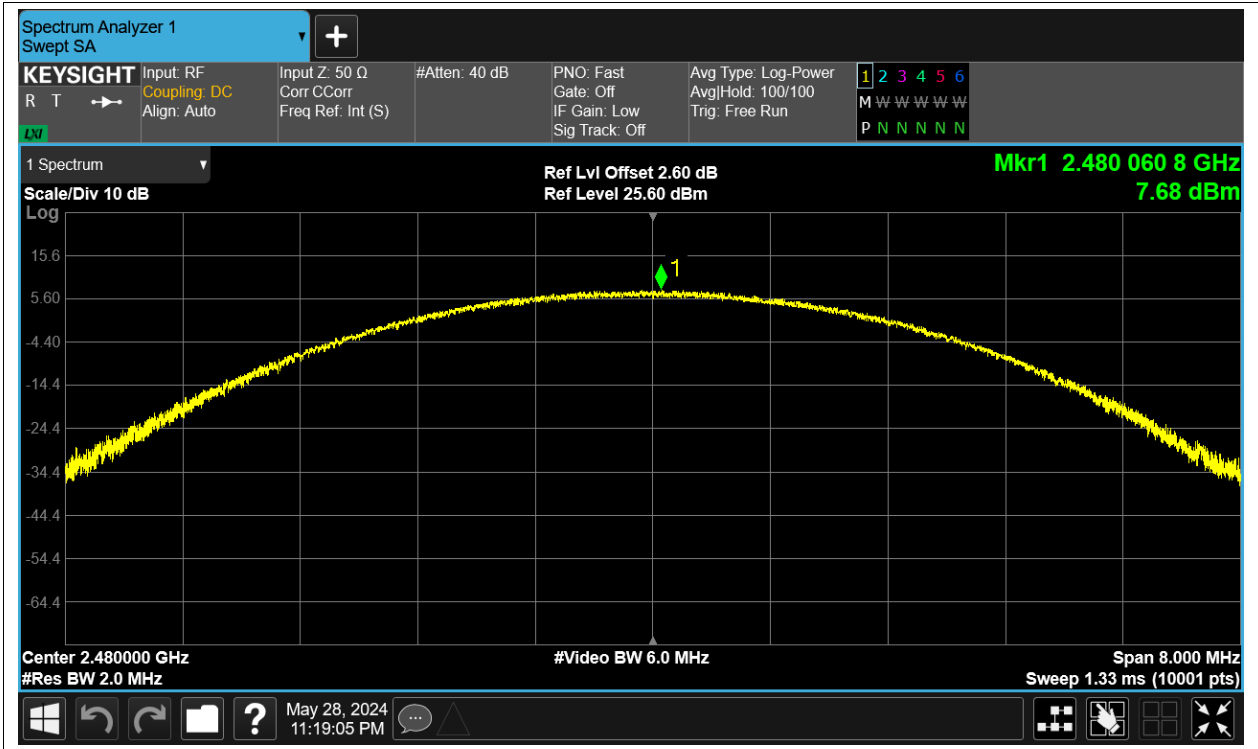 Spectrum Analyzer 1
Swept SA
+
KEYSIGHT
R T
LXI
Input: RF
Coupling: DC
Align: Auto
Input Z: 50 Ω
Corr CCorr
Freq Ref: Int (S)
#Atten: 40 dB
PNO: Fast
Gate: Off
IF Gain: Low
Sig Track: Off
Avg Type: Log-Power
Avg|Hold: 100/100
Trig: Free Run
1 2 3 4 5 6
M W W W W W
P N N N N N
1 Spectrum
Scale/Div 10 dB
Log
Ref Lvl Offset 2.60 dB
Ref Level 25.60 dBm
Mkr1 2.480 060 8 GHz
7.68 dBm
1
15.6
5.60
-4.40
-14.4
-24.4
-34.4
-44.4
-54.4
-64.4
Center 2.480000 GHz
#Video BW 6.0 MHz
Span 8.000 MHz
#Res BW 2.0 MHz
Sweep 1.33 ms (10001 pts)
?
May 28, 2024
11:19:05 PM